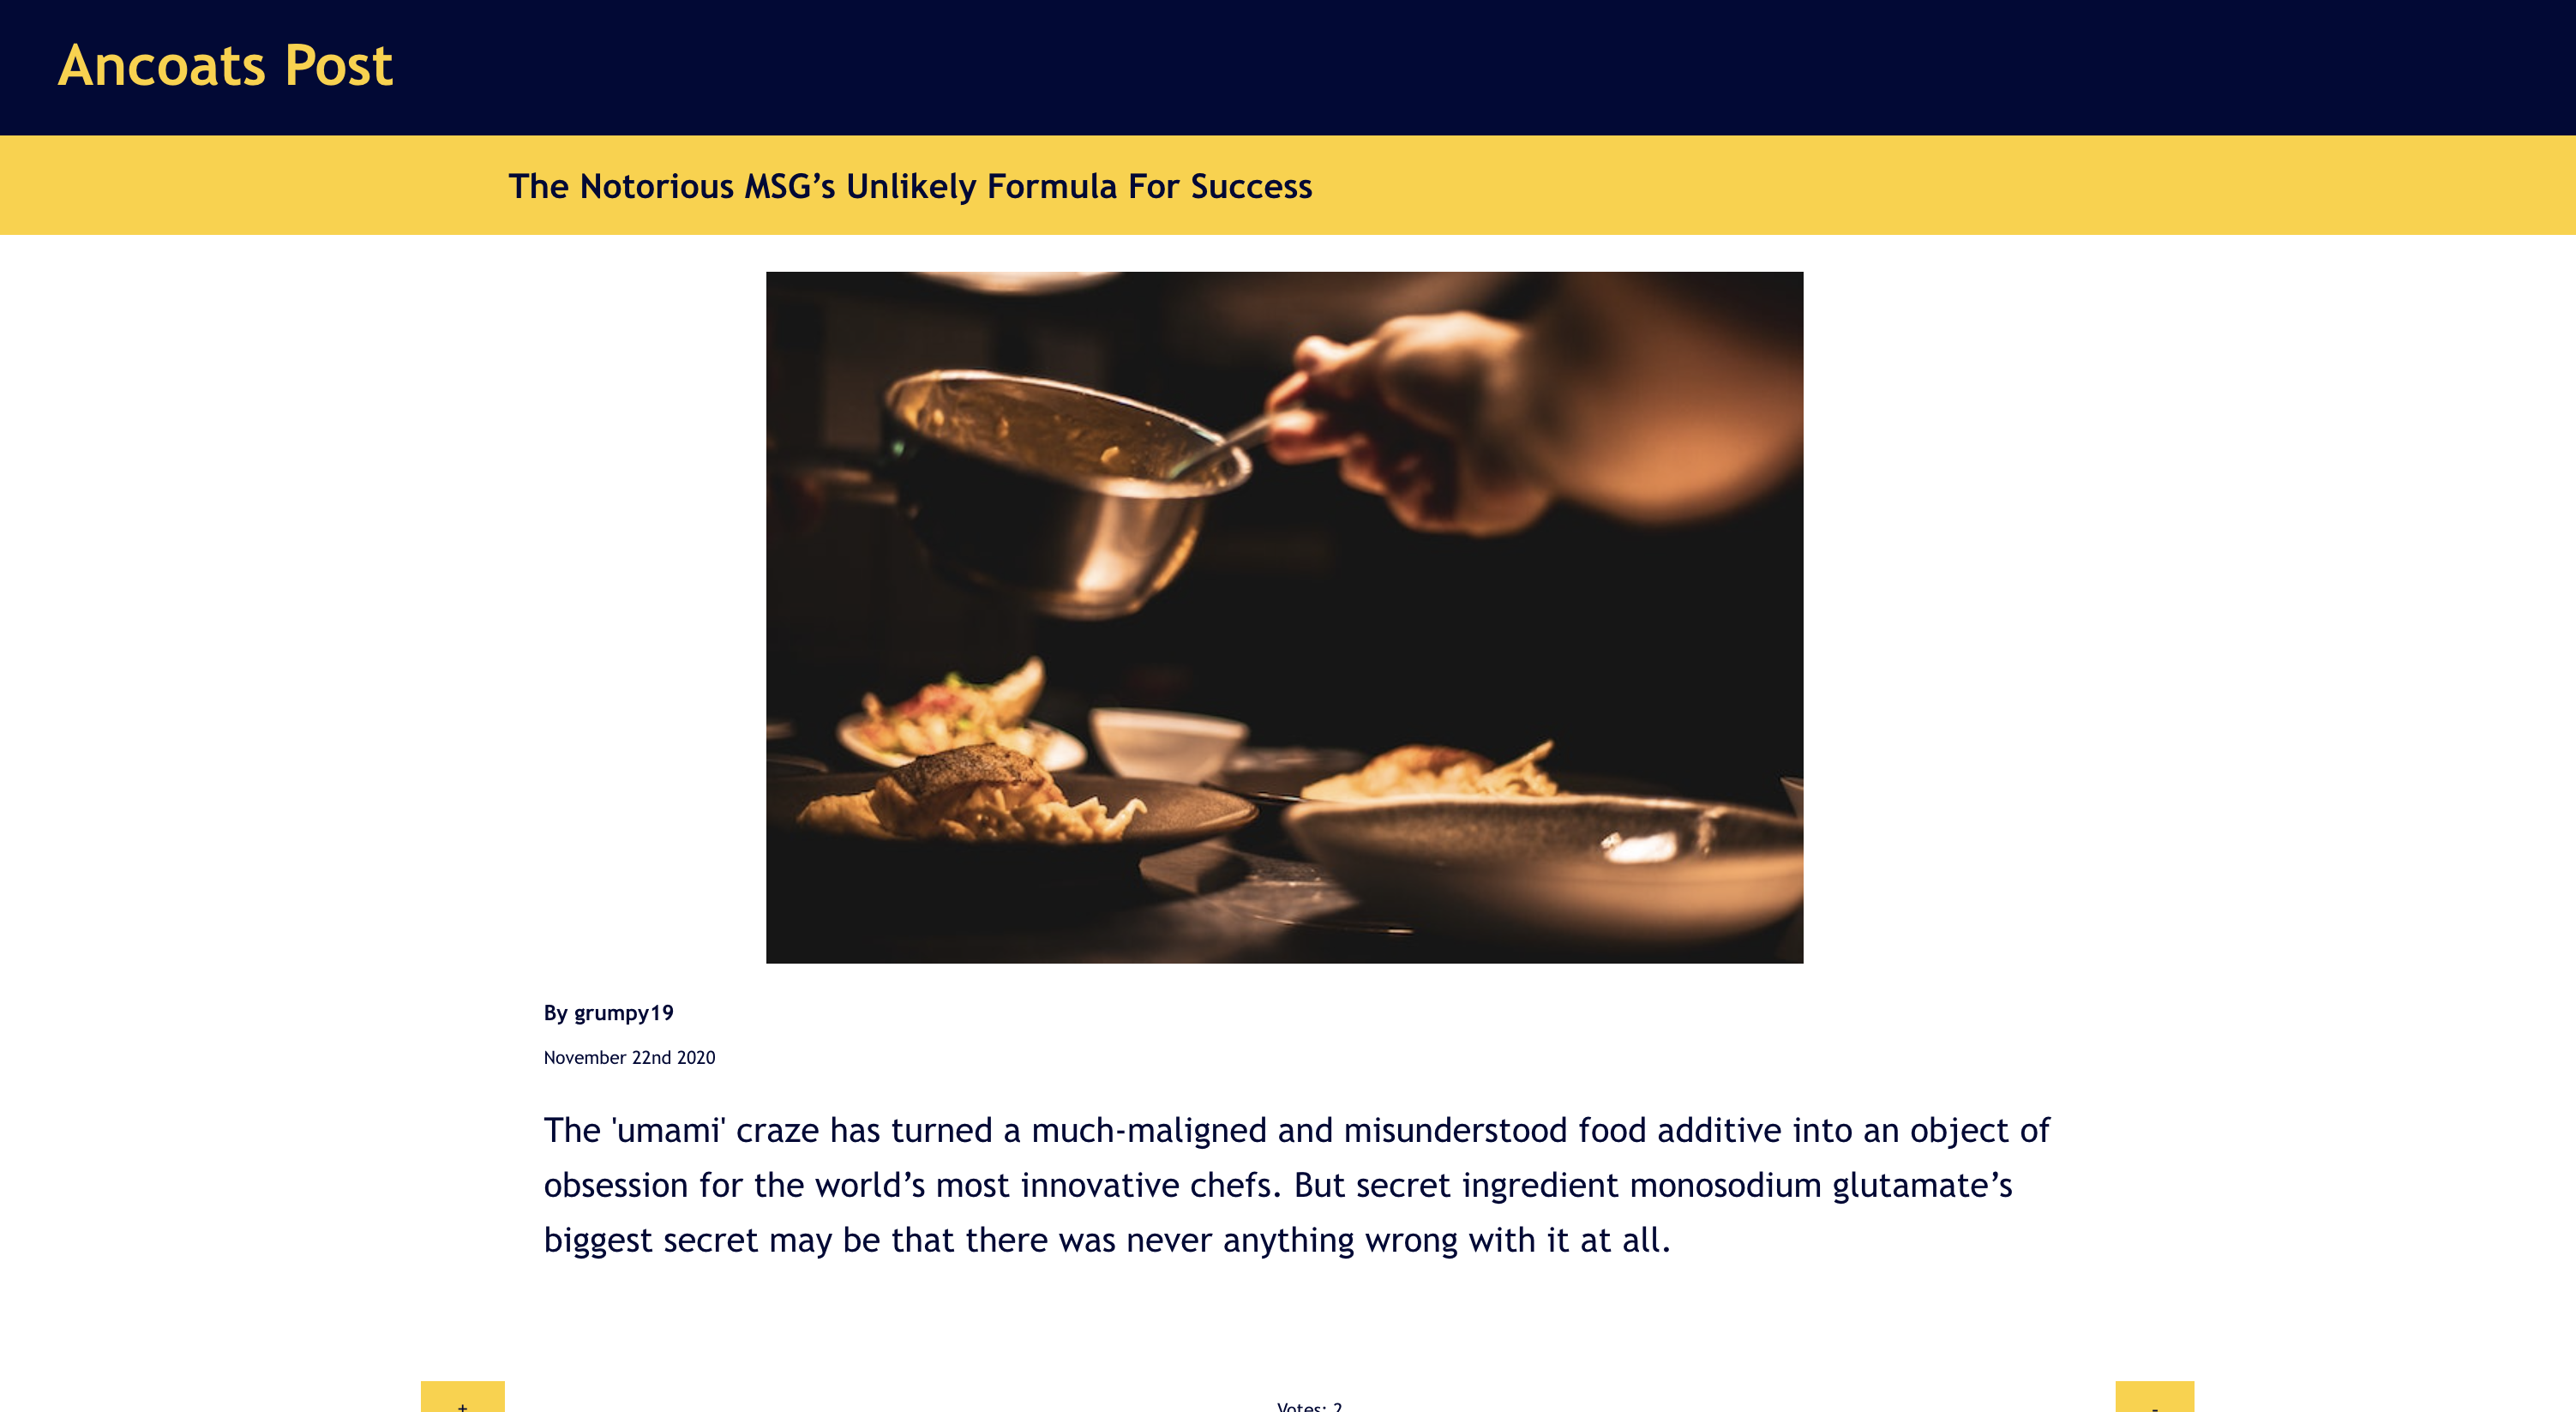 Ancoats Post
The Notorious MSG’s Unlikely Formula For Success
By grumpy19
November 22nd 2020
The 'umami' craze has turned a much-maligned and misunderstood food additive into an object of
obsession for the world’s most innovative chefs. But secret ingredient monosodium glutamate’s
biggest secret may be that there was never anything wrong with it at all.
+
Votes: 2
-